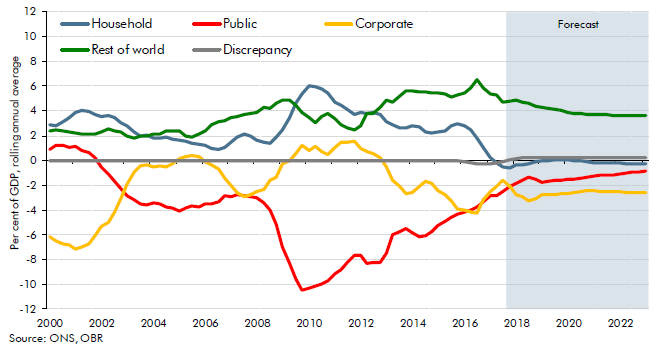 Household Public Corporate
Rest of world Discrepancy
Forecast
Per cent of GDP, rolling annual average
12
10
8
6
4
2
0
-2
-4
-6
-8
-10
-12
2000 2002 2004 2006 2008 2010 2012 2014 2016 2018 2020 2022
Source: ONS, OBR